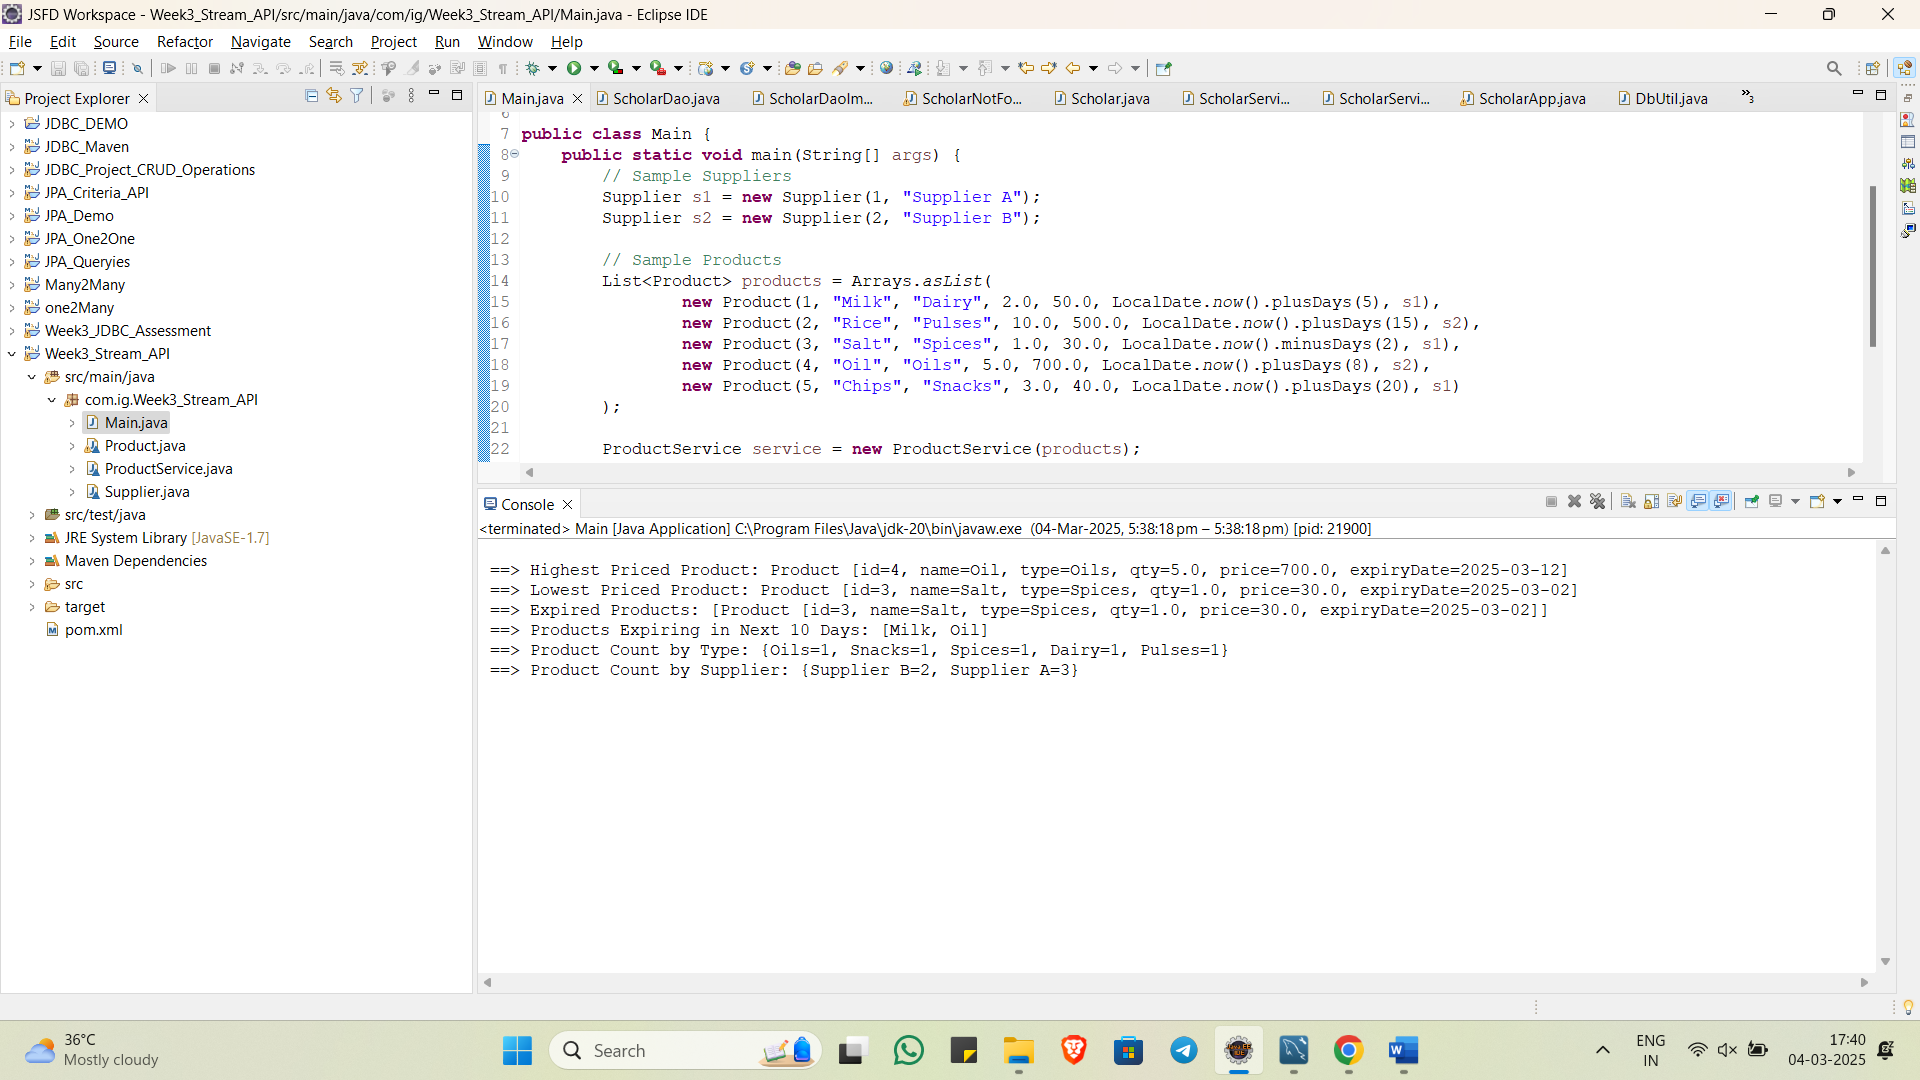 JSFD Workspace - Week3_Stream_API/src/main/java/com/ig/Week3_Stream_API/Main.java - Eclipse IDE
File Edit Source Refactor Navigate Search Project Run Window Help
Project Explorer
JDBC_DEMO
JDBC_Maven
JDBC_Project_CRUD_Operations
JPA_Criteria_API
JPA_Demo
JPA_One2One
JPA_Queryies
Many2Many
one2Many
Week3_JDBC_Assessment
Week3_Stream_API
src/main/java
com.ig.Week3_Stream_API
Main.java
Product.java
ProductService.java
Supplier.java
src/test/java
JRE System Library [JavaSE-1.7]
Maven Dependencies
src
target
pom.xml
Main.java ScholarDao.java ScholarDaoIm... ScholarNotFo... Scholar.java ScholarServi... ScholarServi... ScholarApp.java DbUtil.java »3
6
7 public class Main {
8 public static void main(String[] args) {
9 // Sample Suppliers
10 Supplier s1 = new Supplier(1, "Supplier A");
11 Supplier s2 = new Supplier(2, "Supplier B");
12
13 // Sample Products
14 List<Product> products = Arrays.asList(
15 new Product(1, "Milk", "Dairy", 2.0, 50.0, LocalDate.now().plusDays(5), s1),
16 new Product(2, "Rice", "Pulses", 10.0, 500.0, LocalDate.now().plusDays(15), s2),
17 new Product(3, "Salt", "Spices", 1.0, 30.0, LocalDate.now().minusDays(2), s1),
18 new Product(4, "Oil", "Oils", 5.0, 700.0, LocalDate.now().plusDays(8), s2),
19 new Product(5, "Chips", "Snacks", 3.0, 40.0, LocalDate.now().plusDays(20), s1)
20 );
21
22 ProductService service = new ProductService(products);
Console
<terminated> Main [Java Application] C:\Program Files\Java\jdk-20\bin\javaw.exe (04-Mar-2025, 5:38:18 pm – 5:38:18 pm) [pid: 21900]
==> Highest Priced Product: Product [id=4, name=Oil, type=Oils, qty=5.0, price=700.0, expiryDate=2025-03-12]
==> Lowest Priced Product: Product [id=3, name=Salt, type=Spices, qty=1.0, price=30.0, expiryDate=2025-03-02]
==> Expired Products: [Product [id=3, name=Salt, type=Spices, qty=1.0, price=30.0, expiryDate=2025-03-02]]
==> Products Expiring in Next 10 Days: [Milk, Oil]
==> Product Count by Type: {Oils=1, Snacks=1, Spices=1, Dairy=1, Pulses=1}
==> Product Count by Supplier: {Supplier B=2, Supplier A=3}
36°C
Mostly cloudy
Search
ENG
IN
17:40
04-03-2025